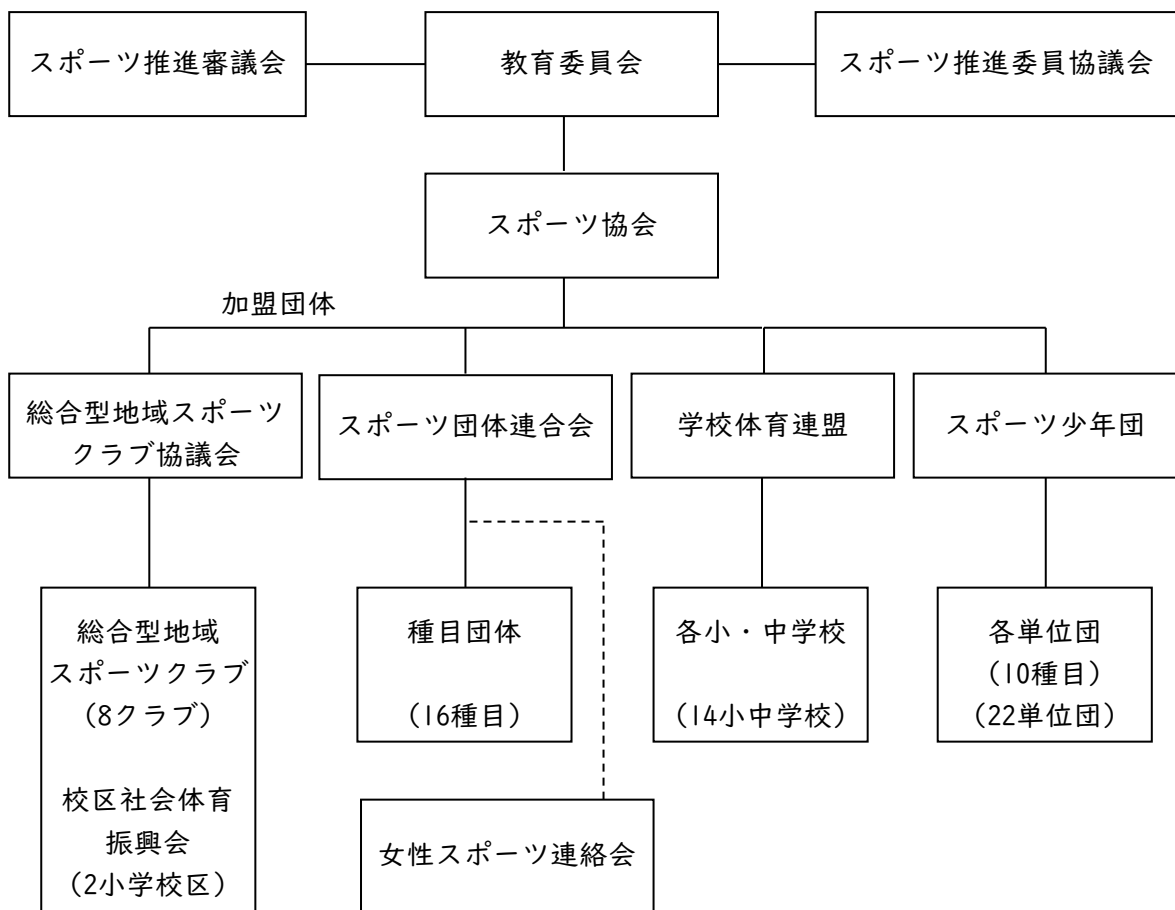 スポーツ推進審議会
教育委員会
スポーツ推進委員協議会
スポーツ協会
加盟団体
総合型地域スポーツ
クラブ協議会
スポーツ団体連合会
学校体育連盟
スポーツ少年団
総合型地域
スポーツクラブ
(8クラブ)
校区社会体育
振興会
(2小学校区)
種目団体
(16種目)
各小・中学校
(14小中学校)
各単位団
(10種目)
(22単位団)
女性スポーツ連絡会